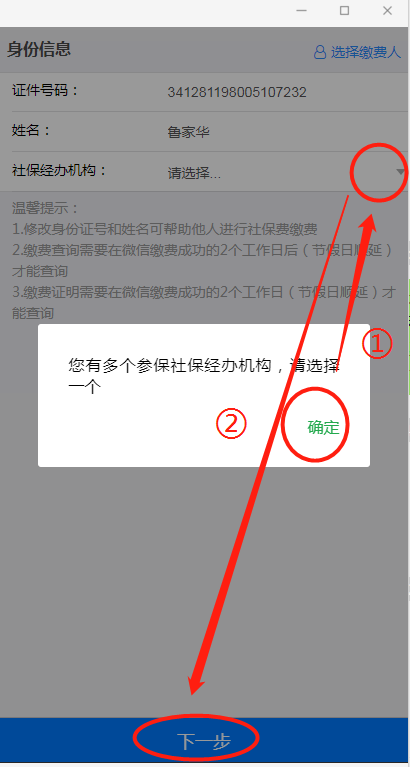 身份信息
选择缴费人
证件号码：
341281198005107232
姓名：
鲁家华
社保经办机构：
请选择...
温馨提示：
1.修改身份证号和姓名可帮助他人进行社保费缴费
2.缴费查询需要在微信缴费成功的2个工作日后（节假日顺延）
才能查询
3.缴费证明需要在微信缴费成功的2个工作日（节假日顺延）才
能查询
您有多个参保社保经办机构，请选择
一个
①
②
确定
下一步